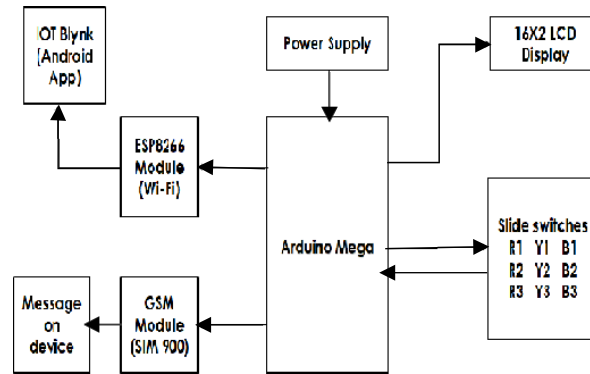 IOT Blynk
(Android
App)
Power Supply
16X2 LCD
Display
ESP8266
Module
(Wi-Fi)
Arduino Mega
Slide switches
R1 Y1 B1
R2 Y2 B2
R3 Y3 B3
Message
on
device
GSM
Module
(SIM 900)